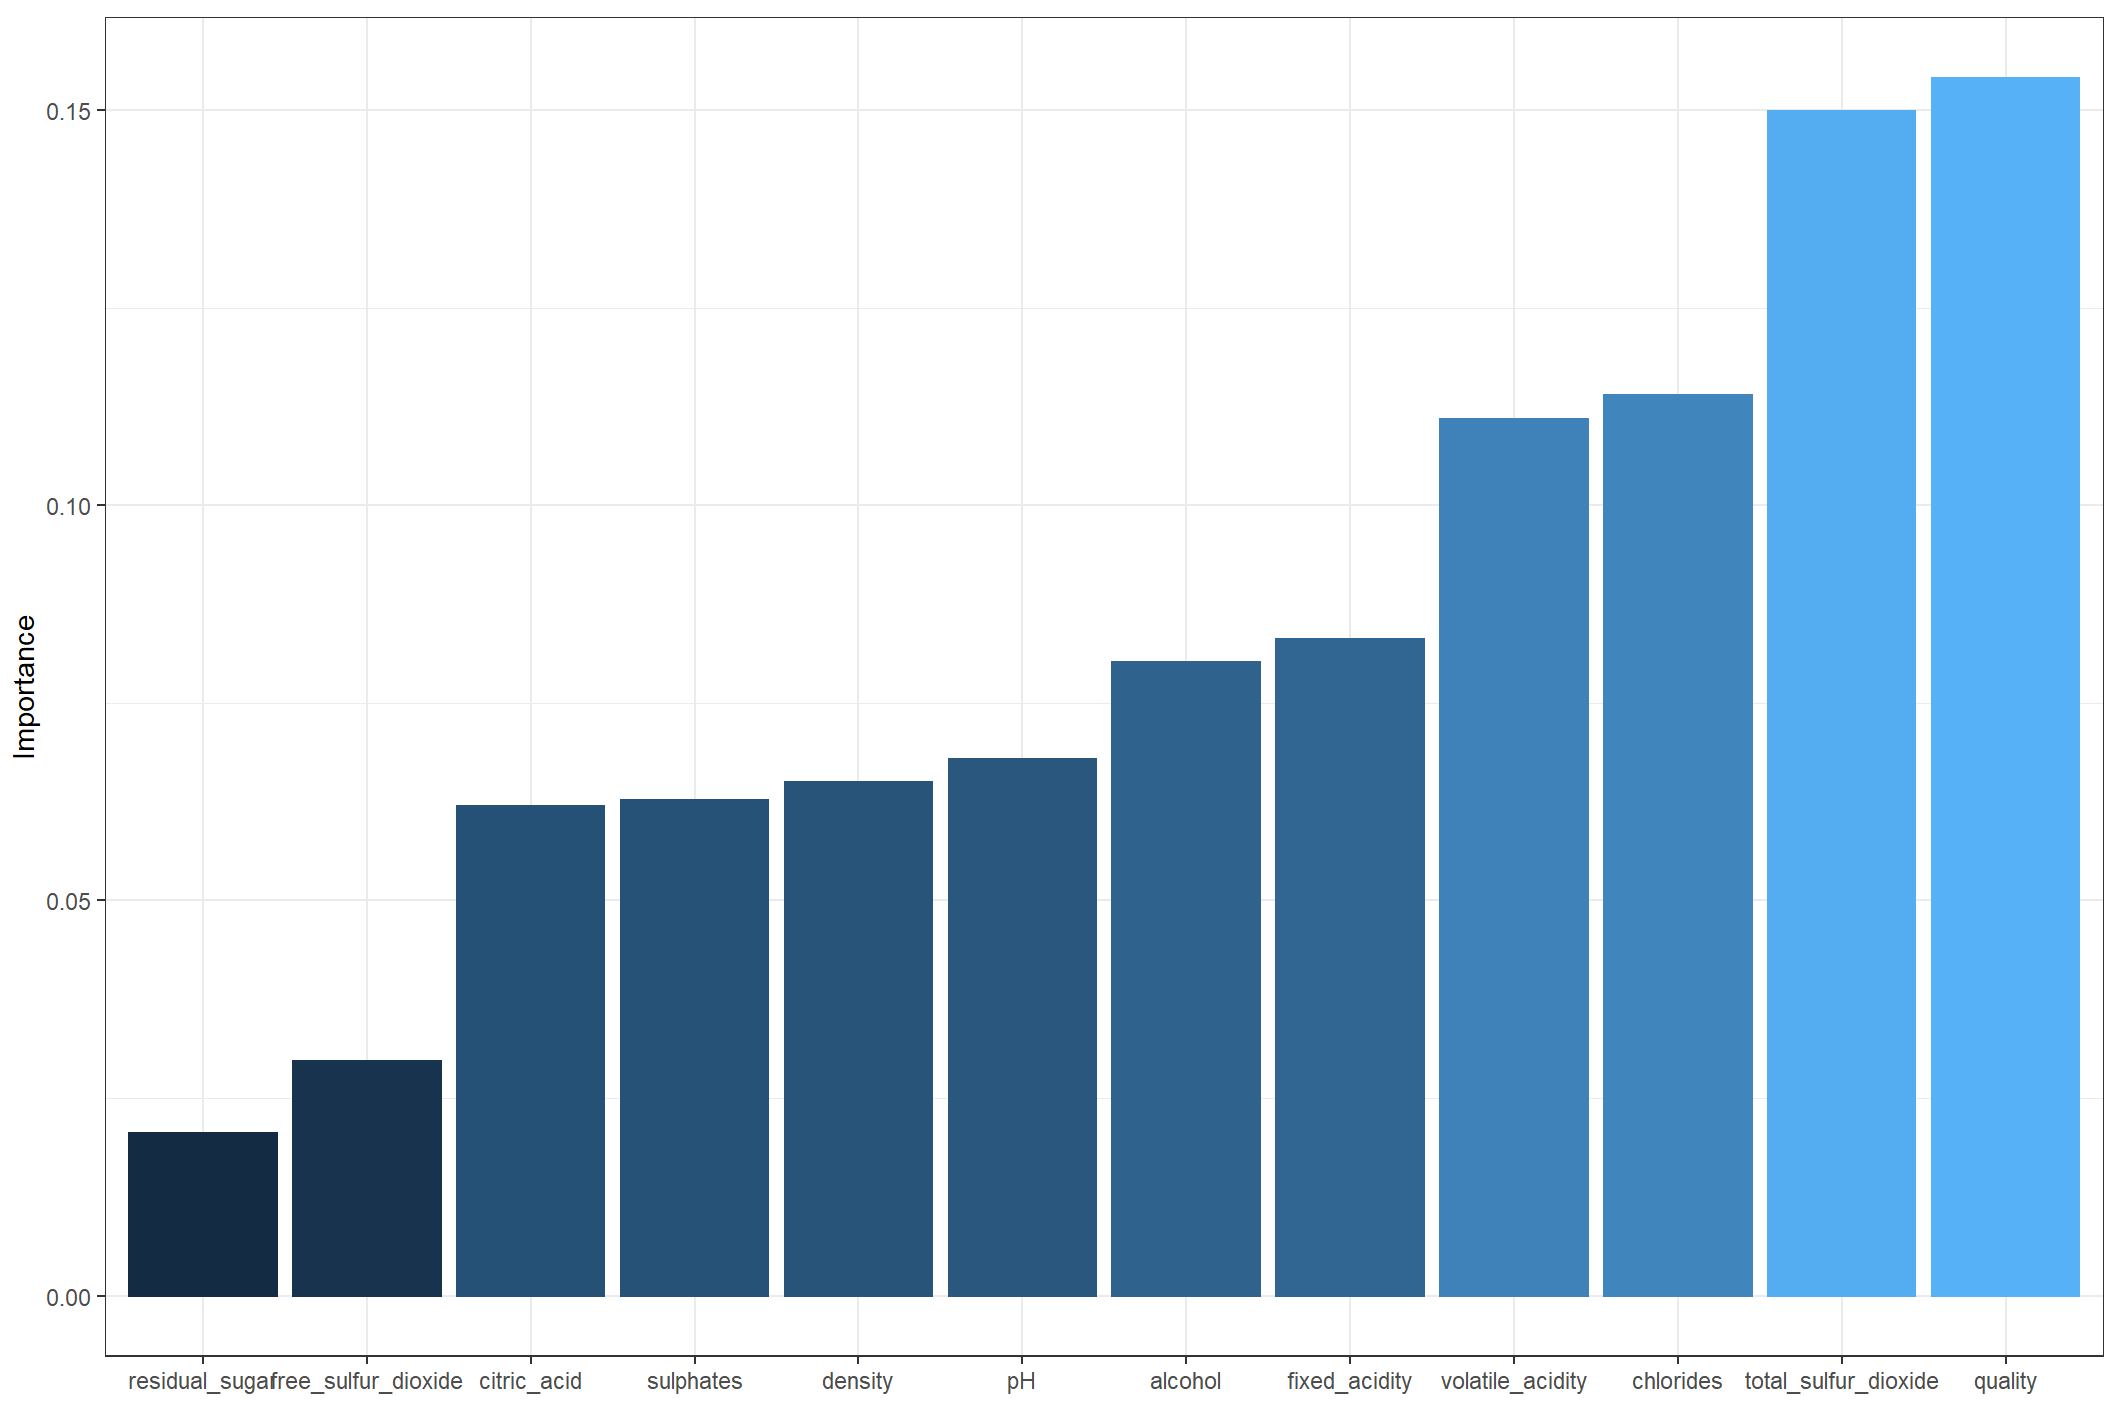 0.15
0.10
0.05
0.00
Importance
residual_sugar free_sulfur_dioxide citric_acid sulphates density pH alcohol fixed_acidity volatile_acidity chlorides total_sulfur_dioxide quality